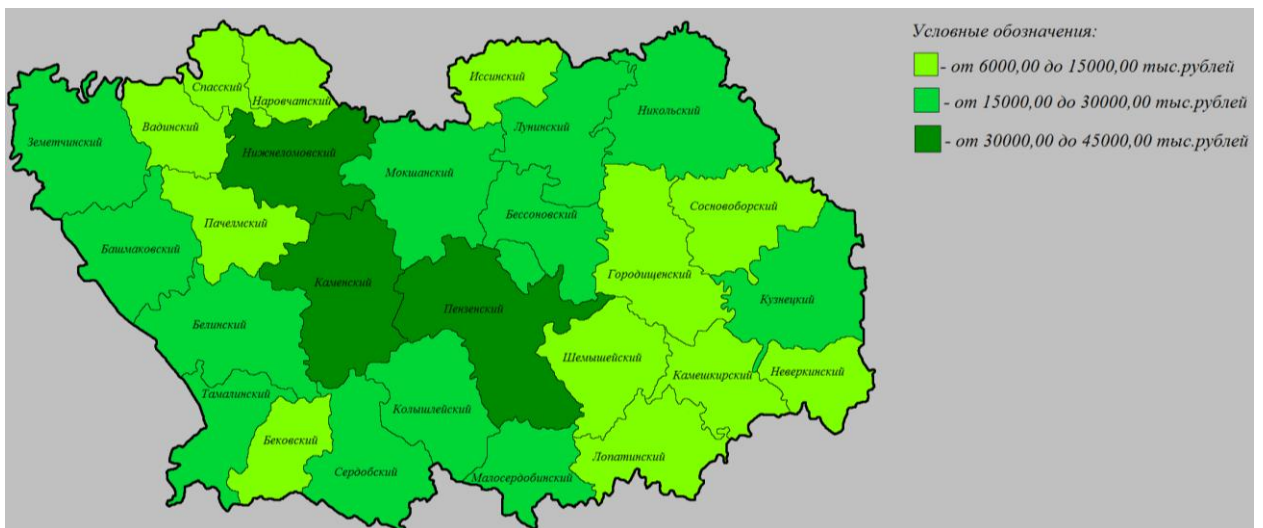 Условные обозначения:
- от 6000,00 до 15000,00 тыс.рублей
- от 15000,00 до 30000,00 тыс.рублей
- от 30000,00 до 45000,00 тыс.рублей
Иссинский
Спасский
Наровчатский
Никольский
Вадинский
Лунинский
Земетчинский
Нижнеломовский
Мокшанский
Сосновоборский
Бессоновский
Пачелмский
Башмаковский
Городищенский
Каменский
Кузнецкий
Пензенский
Белинский
Шемышейский
Неверкинский
Камешкирский
Тамалинский
Колышлейский
Бековский
Лопатинский
Сердобский
Малосердобинский